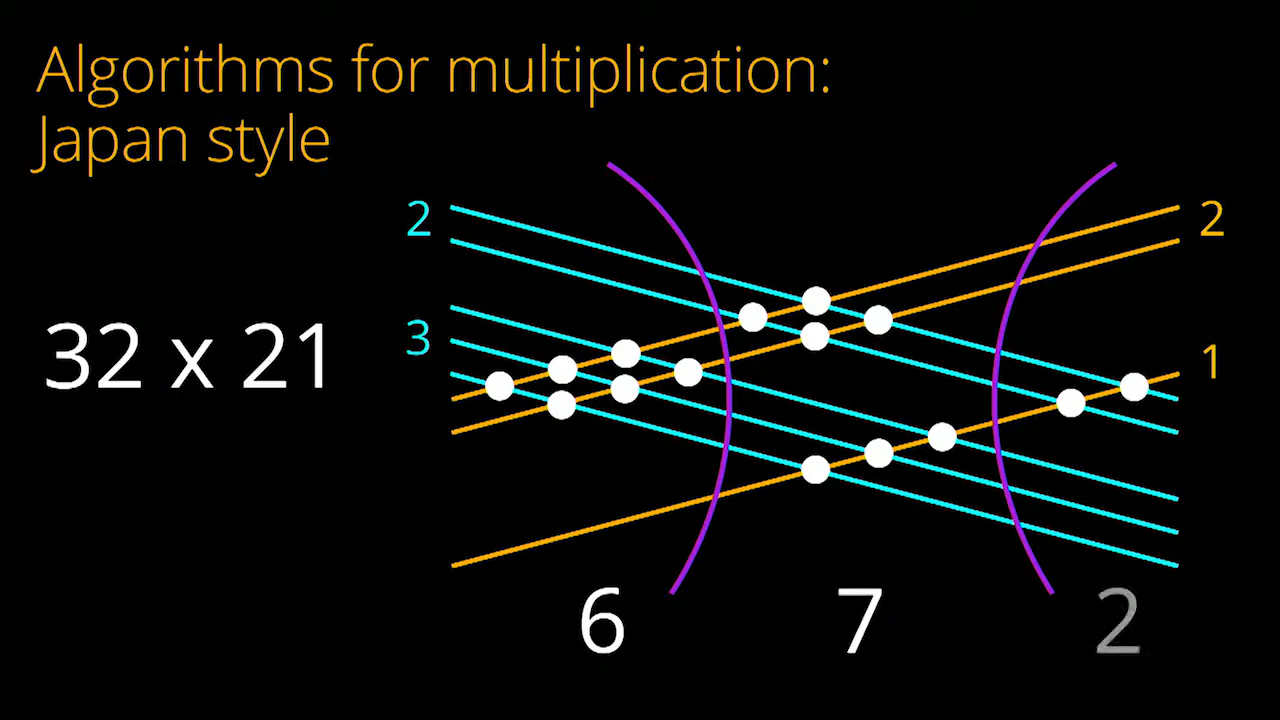 Algorithms for multiplication:
Japan style
2
2
3
1
32 x 21
6 7 2